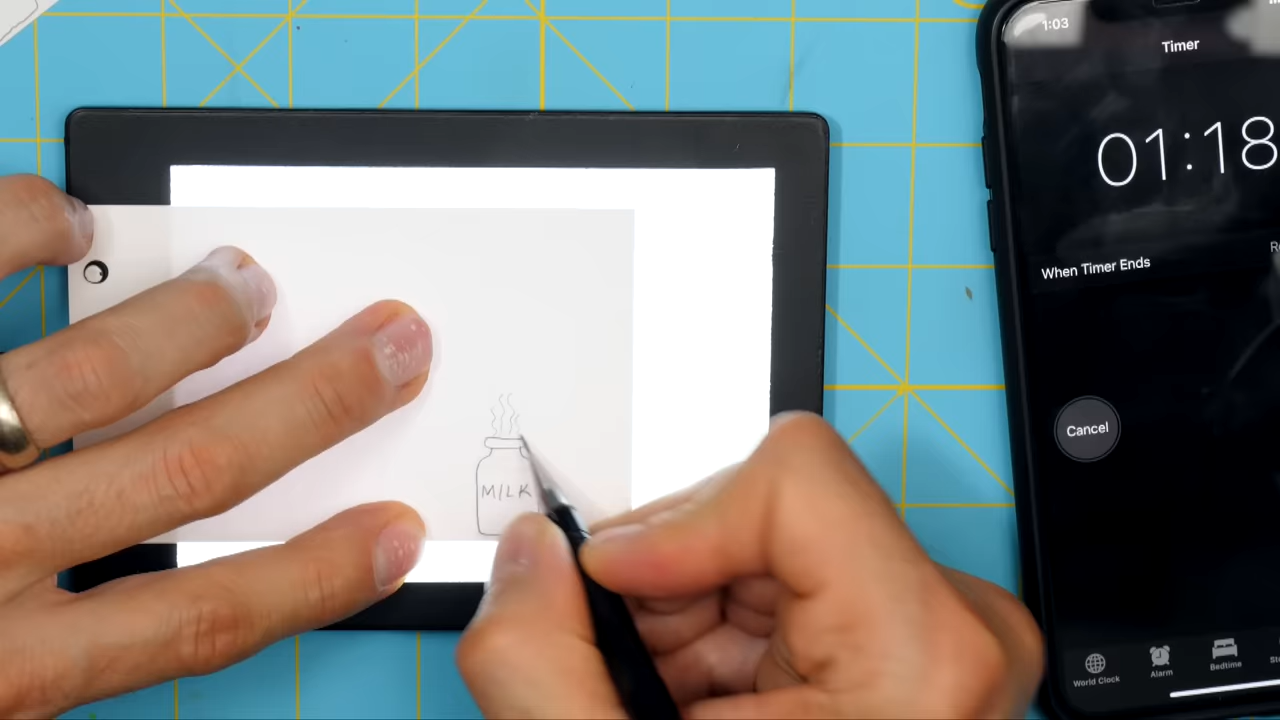 1:03
Timer
01:18
When Timer Ends
Cancel
MILK
World Clock
Alarm
Bedtime